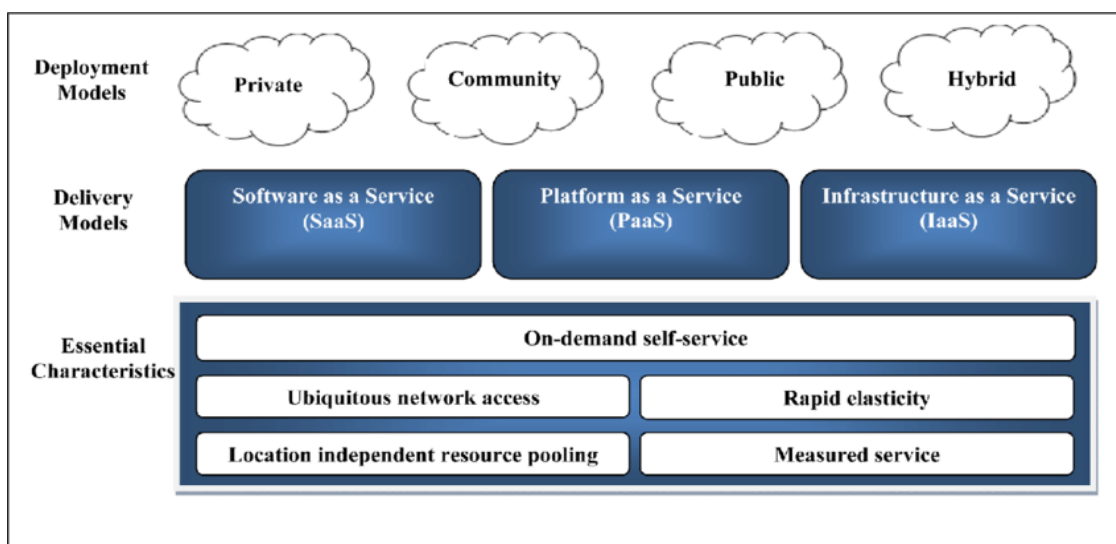 Deployment
Models
Private
Community
Public
Hybrid
Delivery
Models
Software as a Service
(SaaS)
Platform as a Service
(PaaS)
Infrastructure as a Service
(IaaS)
Essential
Characteristics
On-demand self-service
Ubiquitous network access
Rapid elasticity
Location independent resource pooling
Measured service